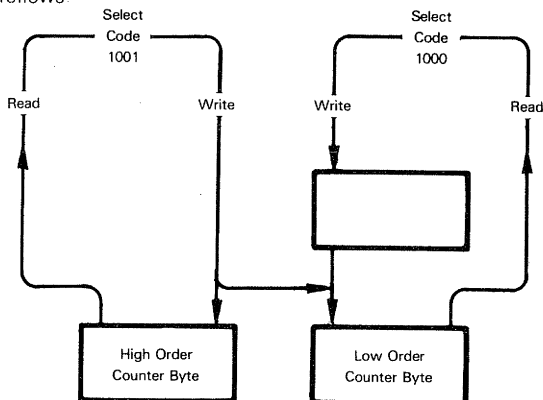 follows:
Select
Code
1001
Read
Write
Select
Code
1000
Write
Read
High Order
Counter Byte
Low Order
Counter Byte